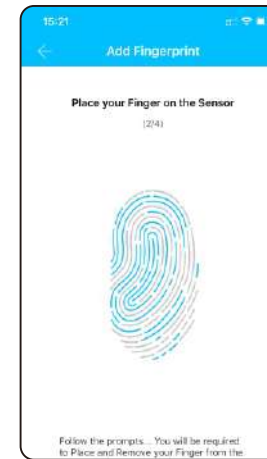 15:21
Add Fingerprint
Place your Finger on the Sensor
(2/4)
Follow the prompts... You will be required
to Place and Remove your Finger from the